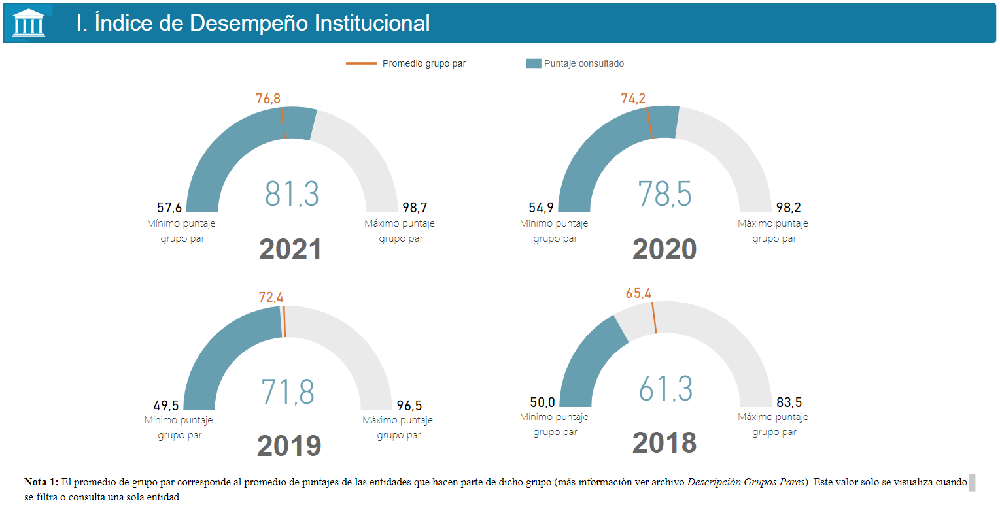 I. Índice de Desempeño Institucional
Promedio grupo par
Puntaje consultado
76,8
81,3
57,6
Mínimo puntaje
grupo par
98,7
Máximo puntaje
grupo par
2021
74,2
78,5
54,9
Mínimo puntaje
grupo par
98,2
Máximo puntaje
grupo par
2020
72,4
71,8
49,5
Mínimo puntaje
grupo par
96,5
Máximo puntaje
grupo par
2019
65,4
61,3
50,0
Mínimo puntaje
grupo par
83,5
Máximo puntaje
grupo par
2018
Nota 1: El promedio de grupo par corresponde al promedio de puntajes de las entidades que hacen parte de dicho grupo (más información ver archivo Descripción Grupos Pares). Este valor solo se visualiza cuando
se filtra o consulta una sola entidad.